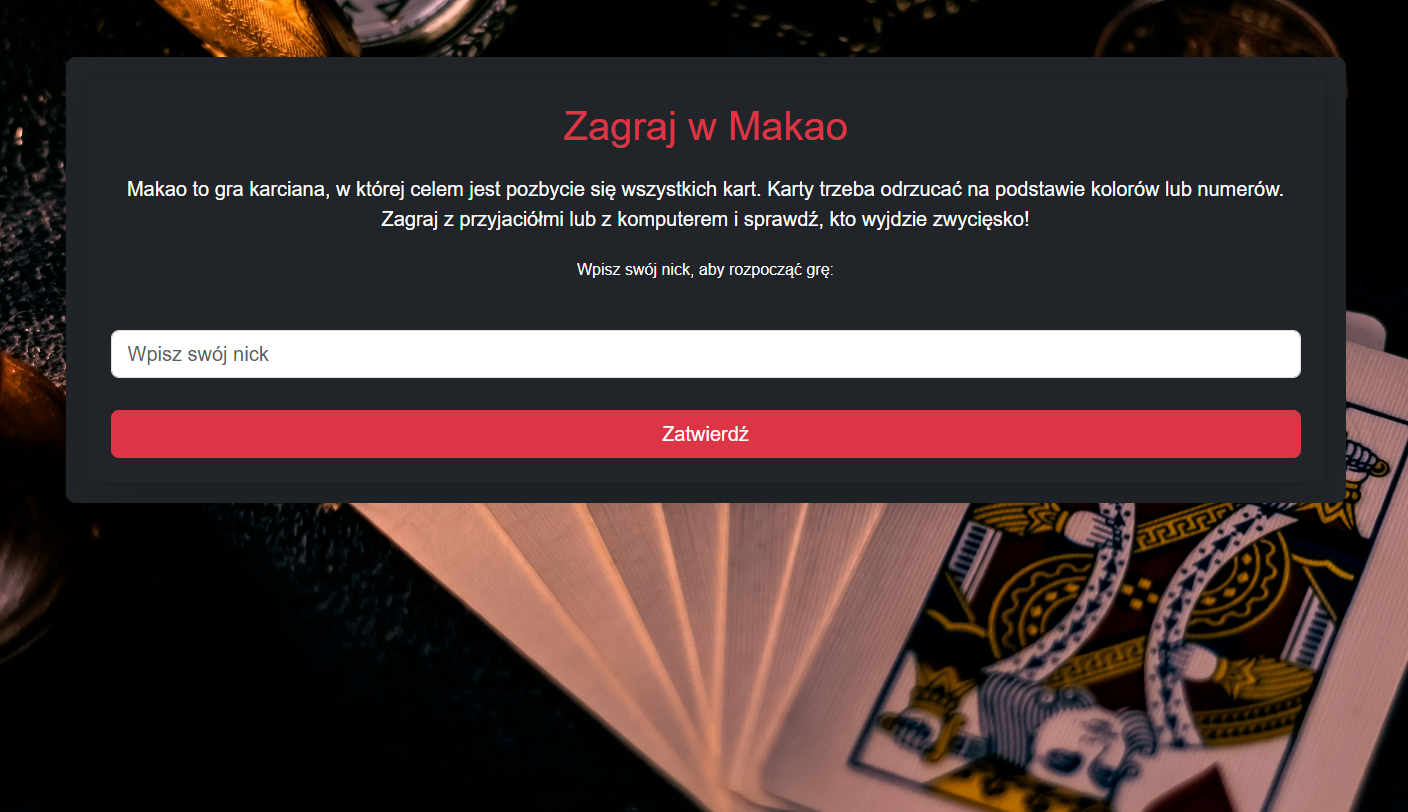 Zagraj w Makao
Makao to gra karciana, w której celem jest pozbycie się wszystkich kart. Karty trzeba odrzucać na podstawie kolorów lub numerów.
Zagraj z przyjaciółmi lub z komputerem i sprawdź, kto wyjdzie zwycięsko!
Wpisz swój nick, aby rozpocząć grę:
Wpisz swój nick
Zatwierdź